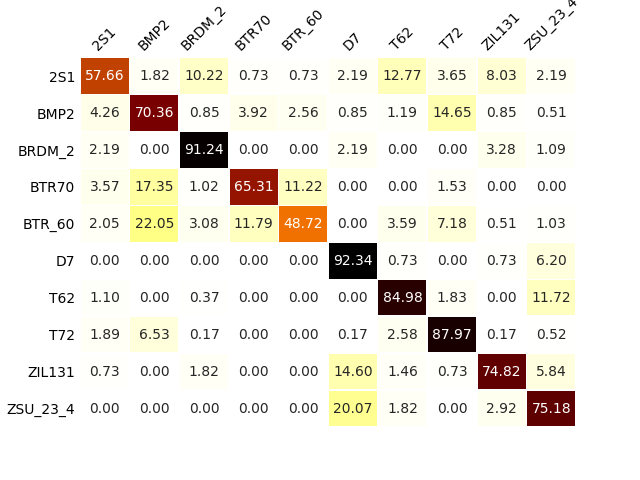 2S1 BMP2 BRDM_2 BTR70 BTR_60 D7 T62 T72 ZIL131 ZSU_23_4
2S1 57.66 1.82 10.22 0.73 0.73 2.19 12.77 3.65 8.03 2.19
BMP2 4.26 70.36 0.85 3.92 2.56 0.85 1.19 14.65 0.85 0.51
BRDM_2 2.19 0.00 91.24 0.00 0.00 2.19 0.00 0.00 3.28 1.09
BTR70 3.57 17.35 1.02 65.31 11.22 0.00 0.00 1.53 0.00 0.00
BTR_60 2.05 22.05 3.08 11.79 48.72 0.00 3.59 7.18 0.51 1.03
D7 0.00 0.00 0.00 0.00 0.00 92.34 0.73 0.00 0.73 6.20
T62 1.10 0.00 0.37 0.00 0.00 0.00 84.98 1.83 0.00 11.72
T72 1.89 6.53 0.17 0.00 0.00 0.17 2.58 87.97 0.17 0.52
ZIL131 0.73 0.00 1.82 0.00 0.00 14.60 1.46 0.73 74.82 5.84
ZSU_23_4 0.00 0.00 0.00 0.00 0.00 20.07 1.82 0.00 2.92 75.18